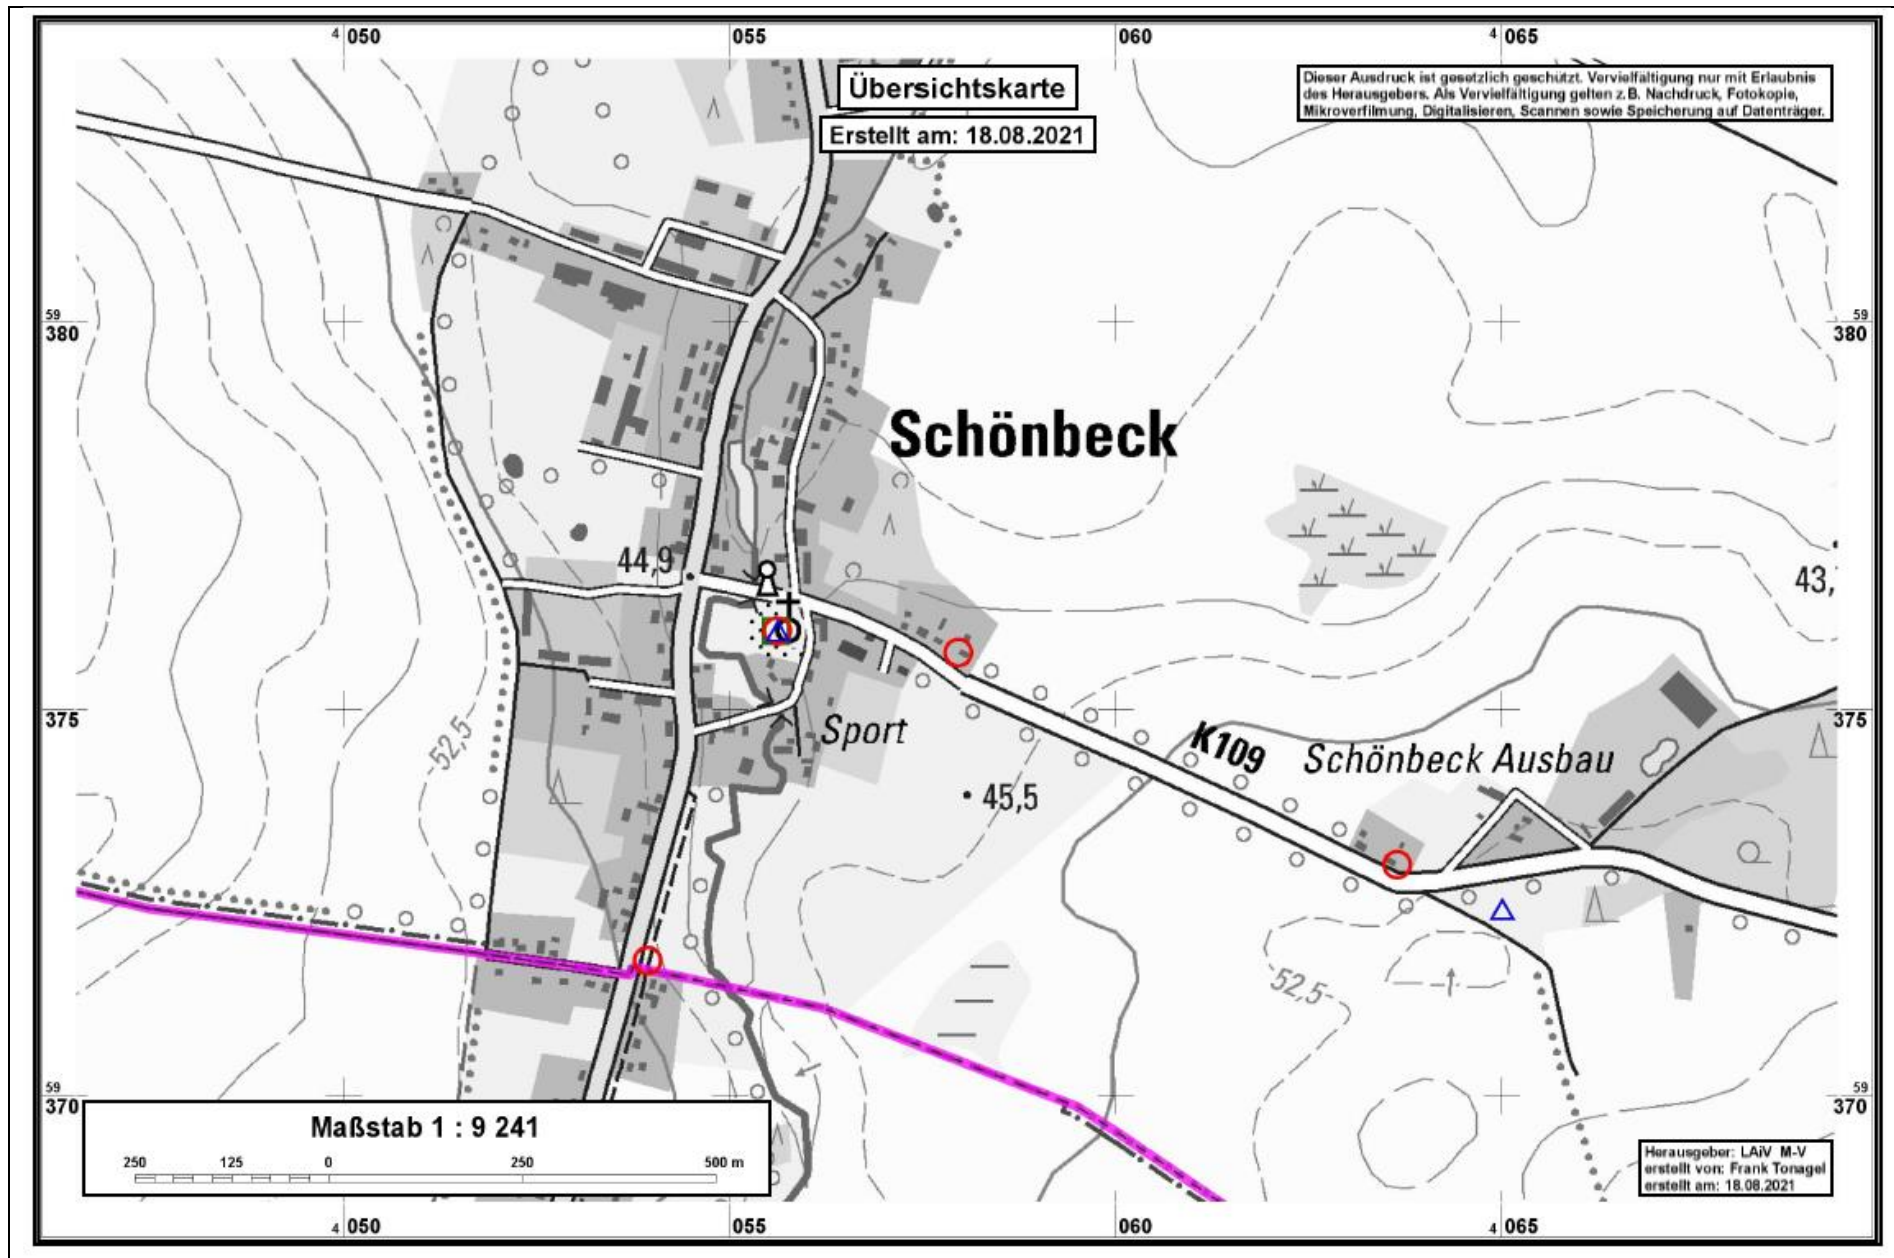 4 050
055
060
4 065
Übersichtskarte
Erstellt am: 18.08.2021
Dieser Ausdruck ist gesetzlich geschützt. Vervielfältigung nur mit Erlaubnis
des Herausgebers. Als Vervielfältigung gelten z.B. Nachdruck, Fotokopie,
Mikroverfilmung, Digitalisieren, Scannen sowie Speicherung auf Datenträger.
59
380
59
380
Schönbeck
44,9
43,
375
375
52,5
Sport
K109
Schönbeck Ausbau
45,5
52,5
59
370
59
370
Maßstab 1 : 9 241
250 125 0 250 500 m
Herausgeber: LAiV M-V
erstellt von: Frank Tonagel
erstellt am: 18.08.2021
4 050
055
060
4 065